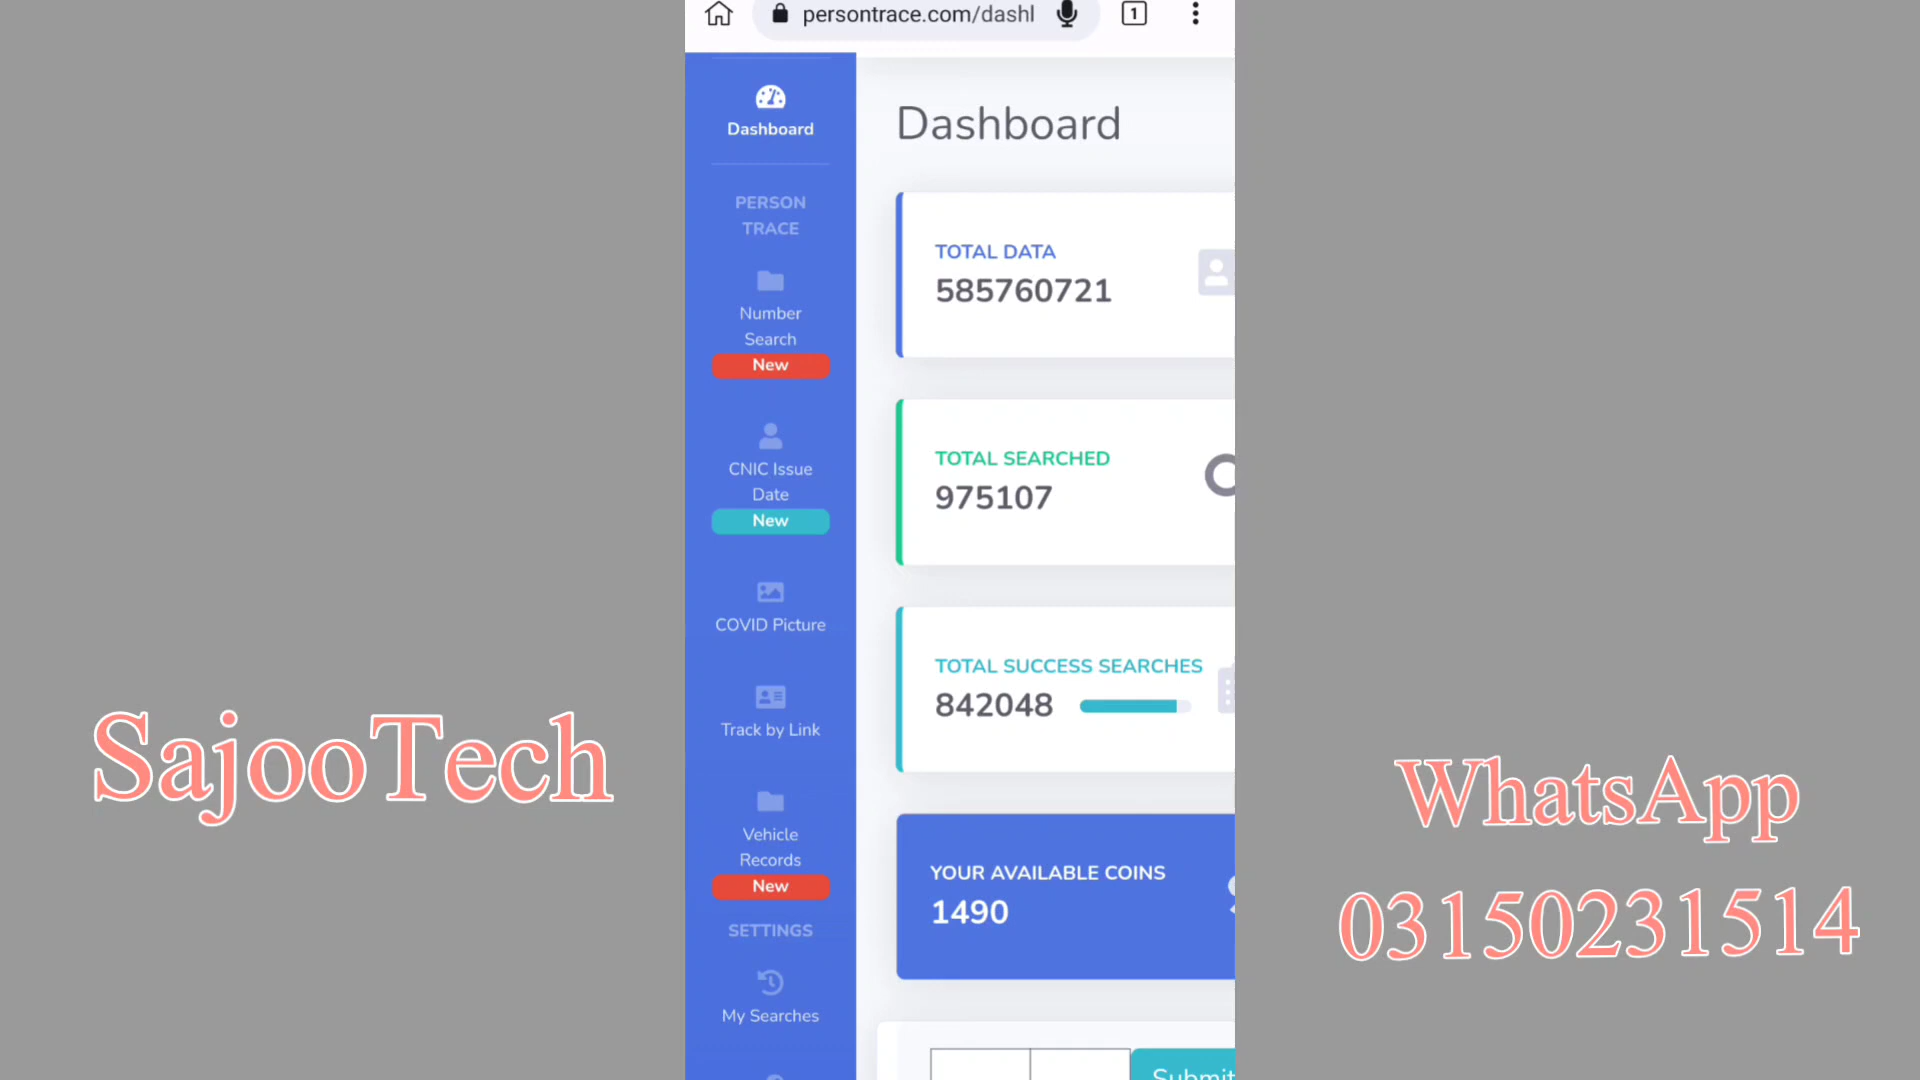 persontrace.com/dashl
1
Dashboard
PERSON
TRACE
Number
Search
New
CNIC Issue
Date
New
COVID Picture
Track by Link
Vehicle
Records
New
SETTINGS
My Searches
Dashboard
TOTAL DATA
585760721
TOTAL SEARCHED
975107
TOTAL SUCCESS SEARCHES
842048
YOUR AVAILABLE COINS
1490
Submit
SajooTech
WhatsApp
03150231514